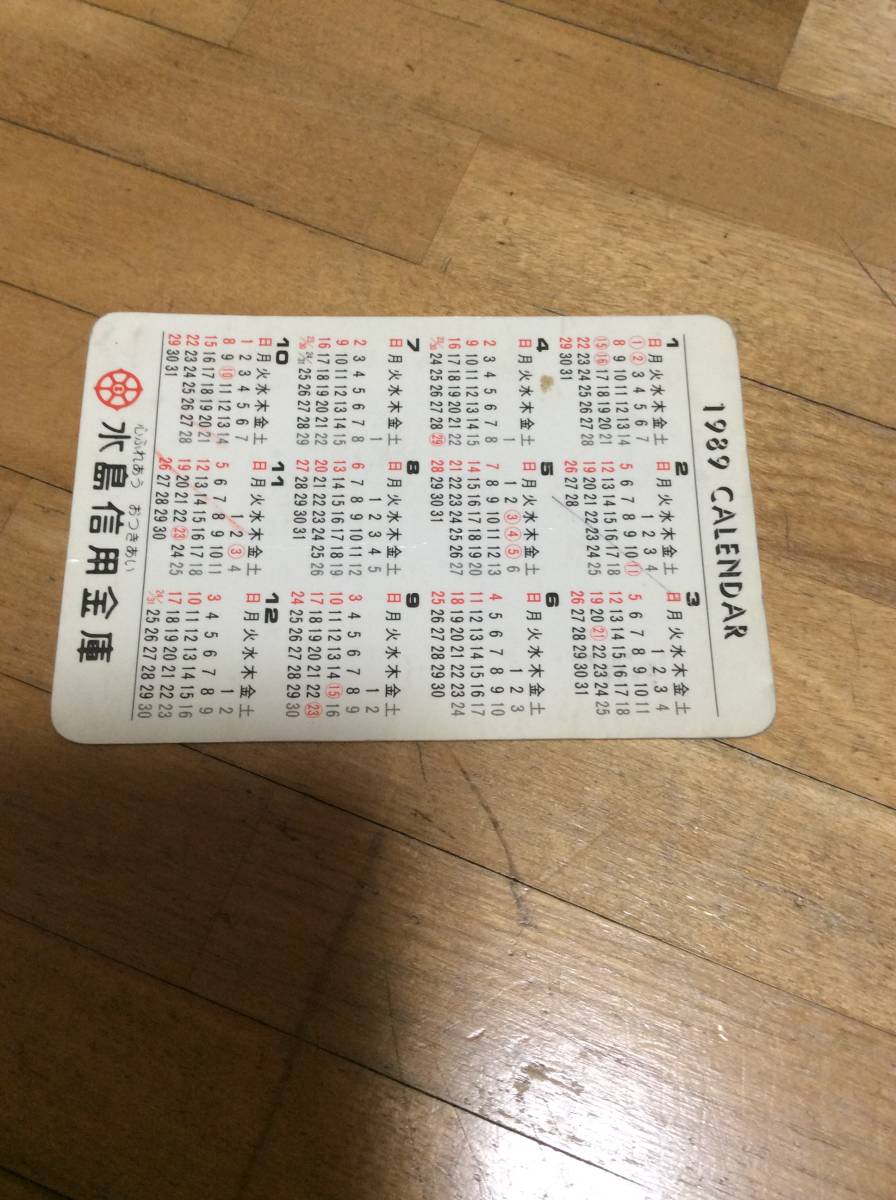 1989 CALENDAR
1
日 月 火 水 木 金 土
① ② 3 4 5 6 7
8 9 10 11 12 13 14
⑮ ⑯ 17 18 19 20 21
22 23 24 25 26 27 28
29 30 31
2
日 月 火 水 木 金 土
1 2 3 4
5 6 7 8 9 10 ⑪
12 13 14 15 16 17 18
19 20 21 22 23 24 25
26 27 28
3
日 月 火 水 木 金 土
1 2 3 4
5 6 7 8 9 10 11
12 13 14 15 16 17 18
19 20 ㉑ 22 23 24 25
26 27 28 29 30 31
4
日 月 火 水 木 金 土
1
2 3 4 5 6 7 8
9 10 11 12 13 14 15
16 17 18 19 20 21 22
23/30 24 25 26 27 28 ㉙
5
日 月 火 水 木 金 土
1 2 ③ ④ ⑤ 6
7 8 9 10 11 12 13
14 15 16 17 18 19 20
21 22 23 24 25 26 27
28 29 30 31
6
日 月 火 水 木 金 土
1 2 3
4 5 6 7 8 9 10
11 12 13 14 15 16 17
18 19 20 21 22 23 24
25 26 27 28 29 30
7
日 月 火 水 木 金 土
1
2 3 4 5 6 7 8
9 10 11 12 13 14 15
16 17 18 19 20 21 22
23/30 24/31 25 26 27 28 29
8
日 月 火 水 木 金 土
1 2 3 4 5
6 7 8 9 10 11 12
13 14 15 16 17 18 19
20 21 22 23 24 25 26
27 28 29 30 31
9
日 月 火 水 木 金 土
1 2
3 4 5 6 7 8 9
10 11 12 13 14 ⑮ 16
17 18 19 20 21 22 ㉓
24 25 26 27 28 29 30
10
日 月 火 水 木 金 土
1 2 3 4 5 6 7
8 9 ⑩ 11 12 13 14
15 16 17 18 19 20 21
22 23 24 25 26 27 28
29 30 31
11
日 月 火 水 木 金 土
1 2 ③ 4
5 6 7 8 9 10 11
12 13 14 15 16 17 18
19 20 21 22 ㉓ 24 25
26 27 28 29 30
12
日 月 火 水 木 金 土
1 2
3 4 5 6 7 8 9
10 11 12 13 14 15 16
17 18 19 20 21 22 23
24/31 25 26 27 28 29 30
心ふれあう おつきあい
水島信用金庫